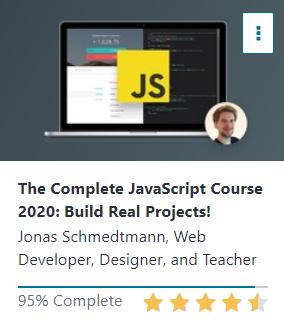 + 1,628.75
JS
The Complete JavaScript Course
2020: Build Real Projects!
Jonas Schmedtmann, Web
Developer, Designer, and Teacher
95% Complete